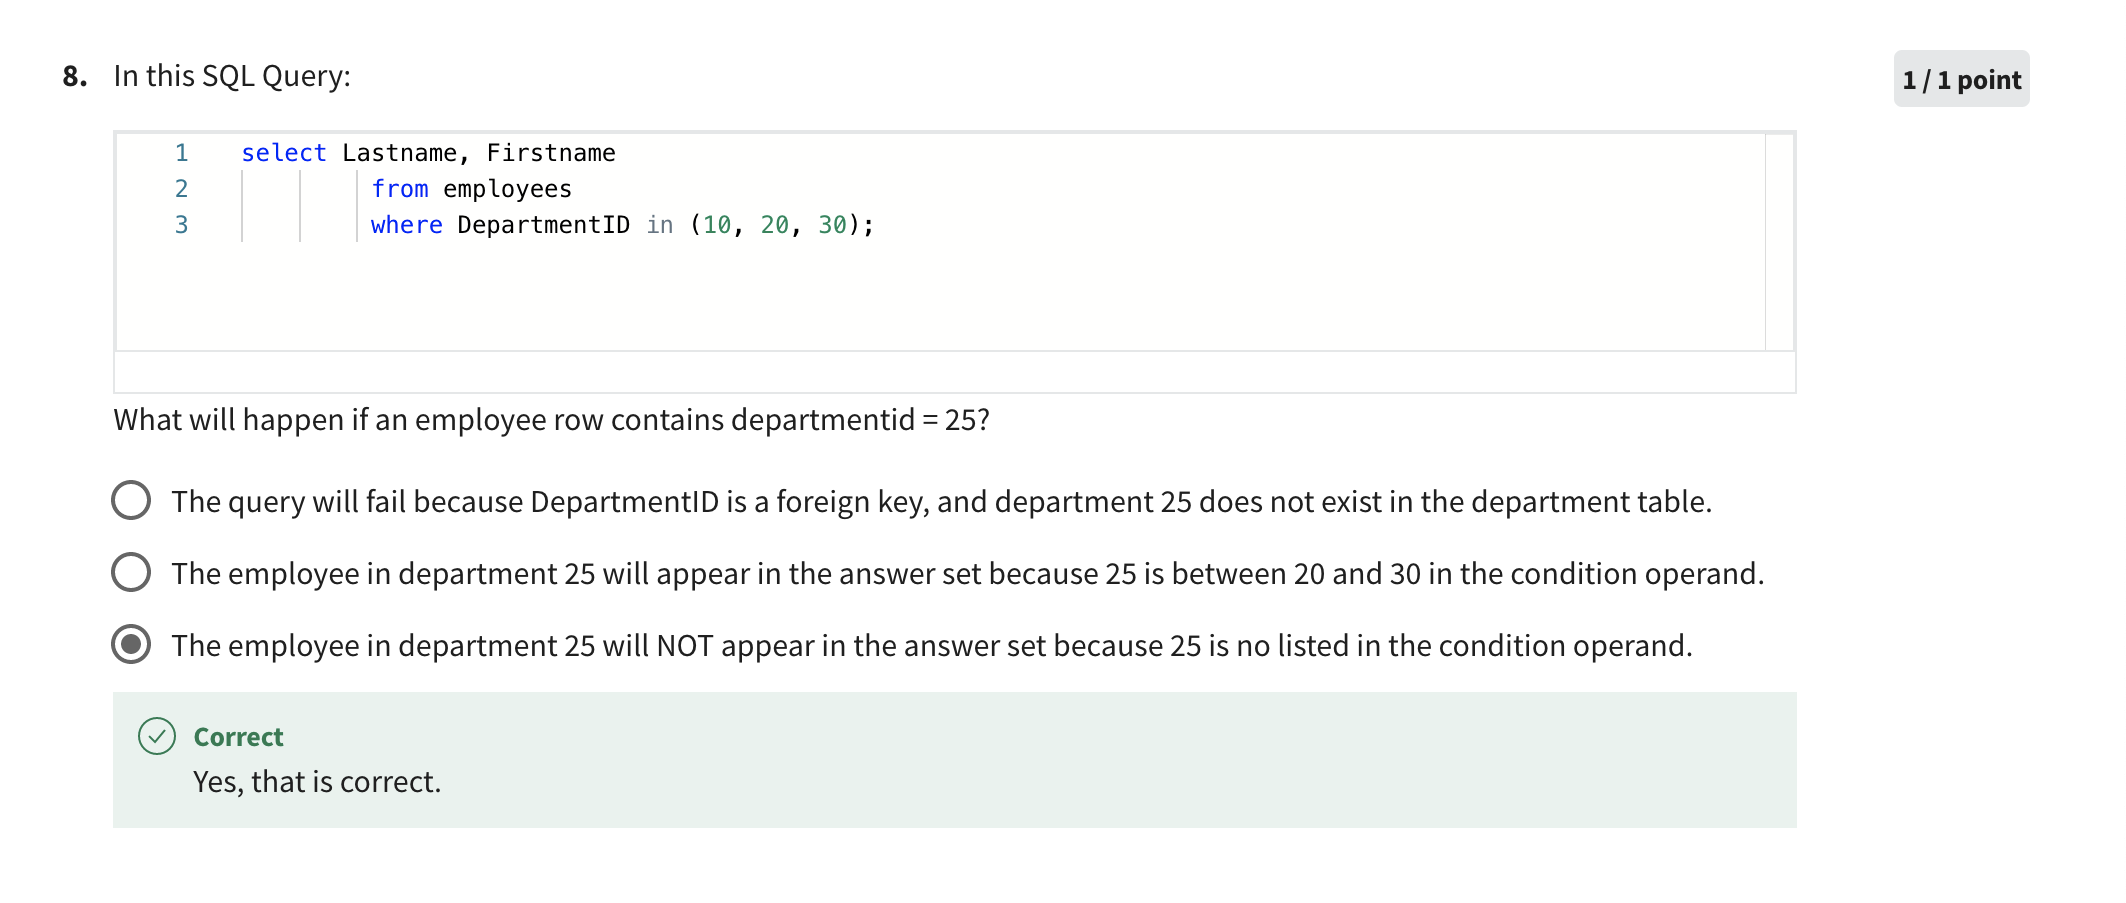 8. In this SQL Query:
1 / 1 point
1 select Lastname, Firstname
2 from employees
3 where DepartmentID in (10, 20, 30);
What will happen if an employee row contains departmentid = 25?
The query will fail because DepartmentID is a foreign key, and department 25 does not exist in the department table.
The employee in department 25 will appear in the answer set because 25 is between 20 and 30 in the condition operand.
The employee in department 25 will NOT appear in the answer set because 25 is no listed in the condition operand.
Correct
Yes, that is correct.